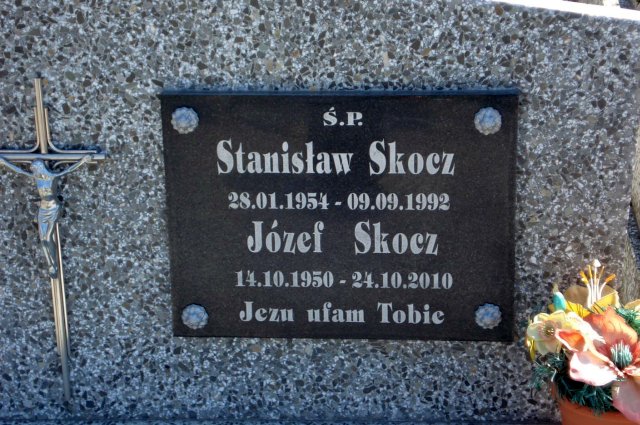 Ś.P.
Stanisław Skocz
28.01.1954 - 09.09.1992
Józef Skocz
14.10.1950 - 24.10.2010
Jezu ufam Tobie